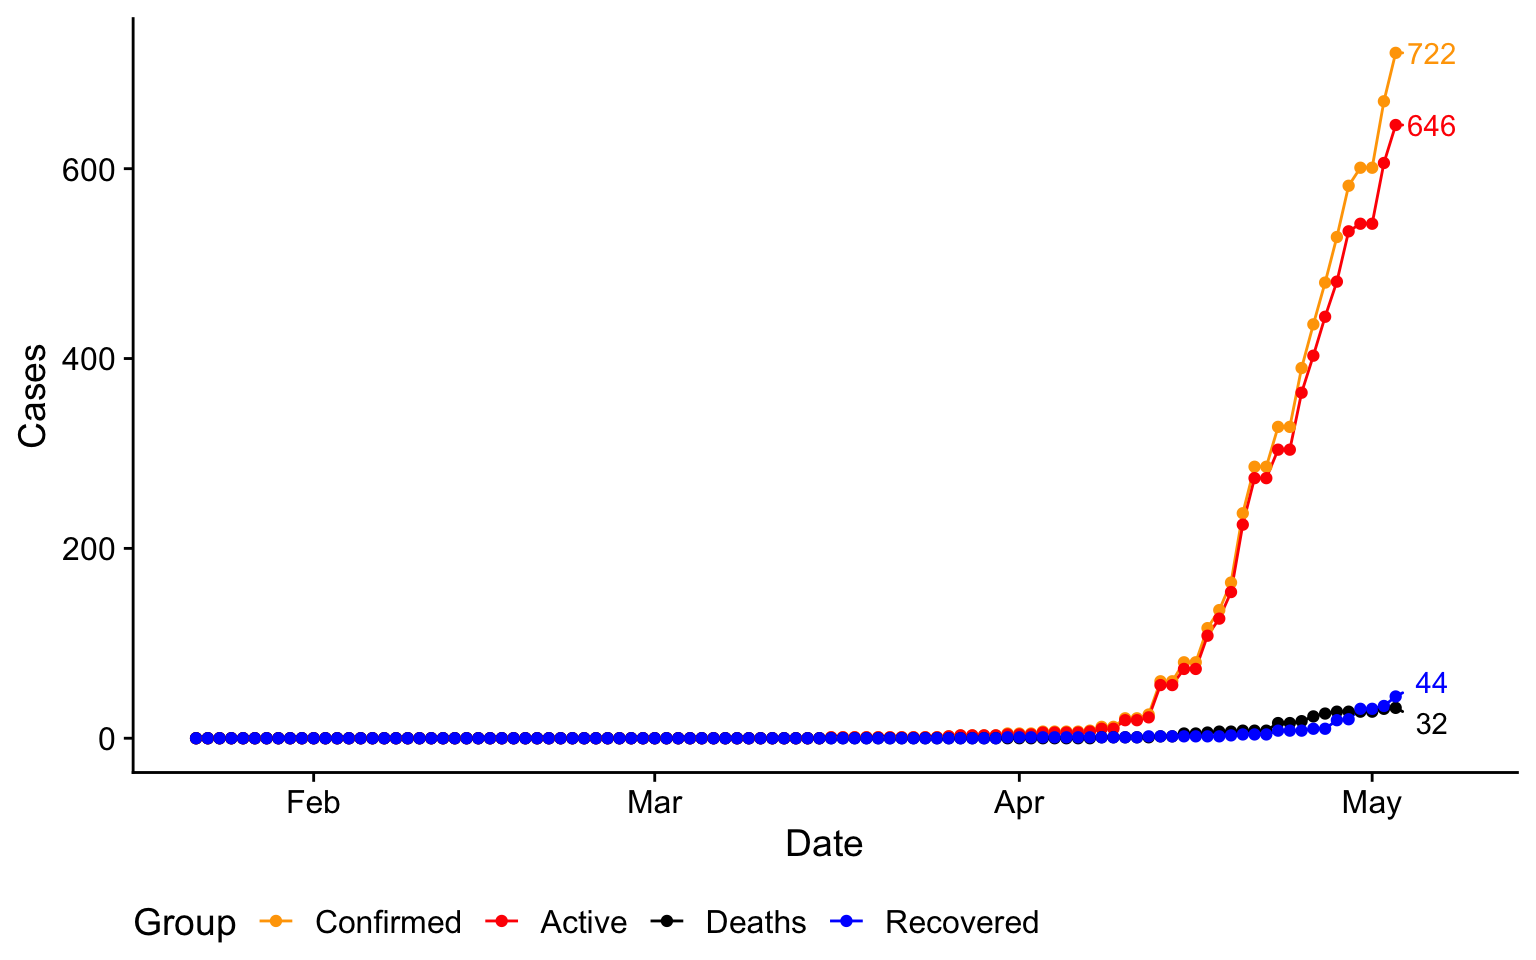 722
646
600
400
200
0
Cases
44
32
Feb Mar Apr May
Date
Group Confirmed Active Deaths Recovered